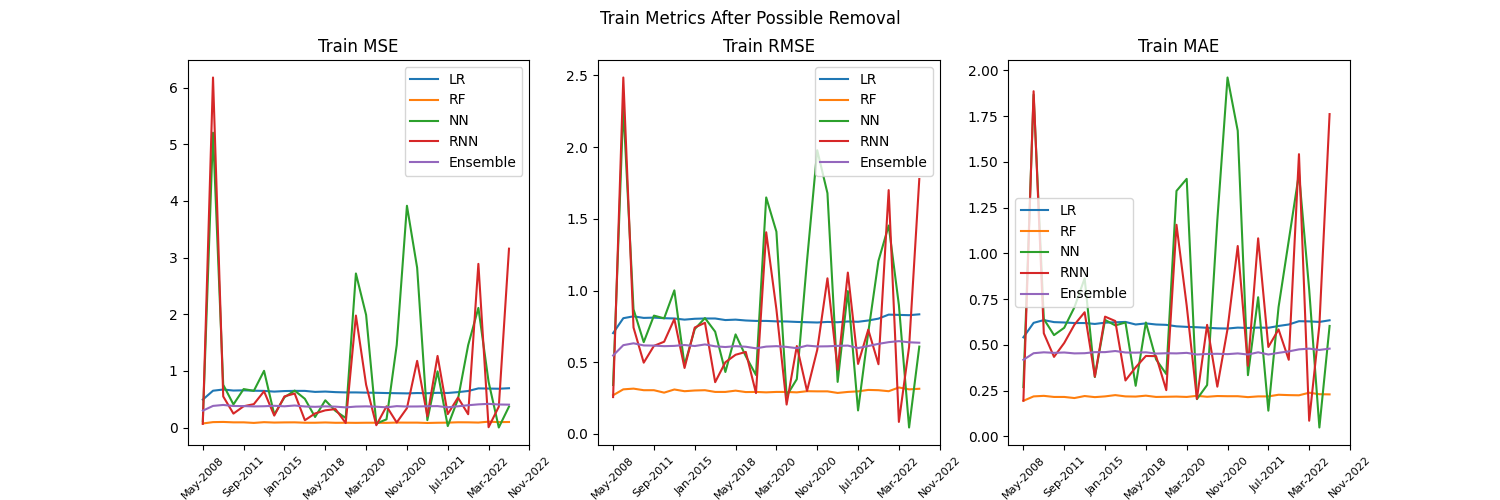 Train Metrics After Possible Removal
Train MSE
6
5
4
3
2
1
0
LR
RF
NN
RNN
Ensemble
May-2008
Sep-2011
Jan-2015
May-2018
Mar-2020
Nov-2020
Jul-2021
Mar-2022
Nov-2022
Train RMSE
2.5
2.0
1.5
1.0
0.5
0.0
LR
RF
NN
RNN
Ensemble
May-2008
Sep-2011
Jan-2015
May-2018
Mar-2020
Nov-2020
Jul-2021
Mar-2022
Nov-2022
Train MAE
2.00
1.75
1.50
1.25
1.00
0.75
0.50
0.25
0.00
LR
RF
NN
RNN
Ensemble
May-2008
Sep-2011
Jan-2015
May-2018
Mar-2020
Nov-2020
Jul-2021
Mar-2022
Nov-2022